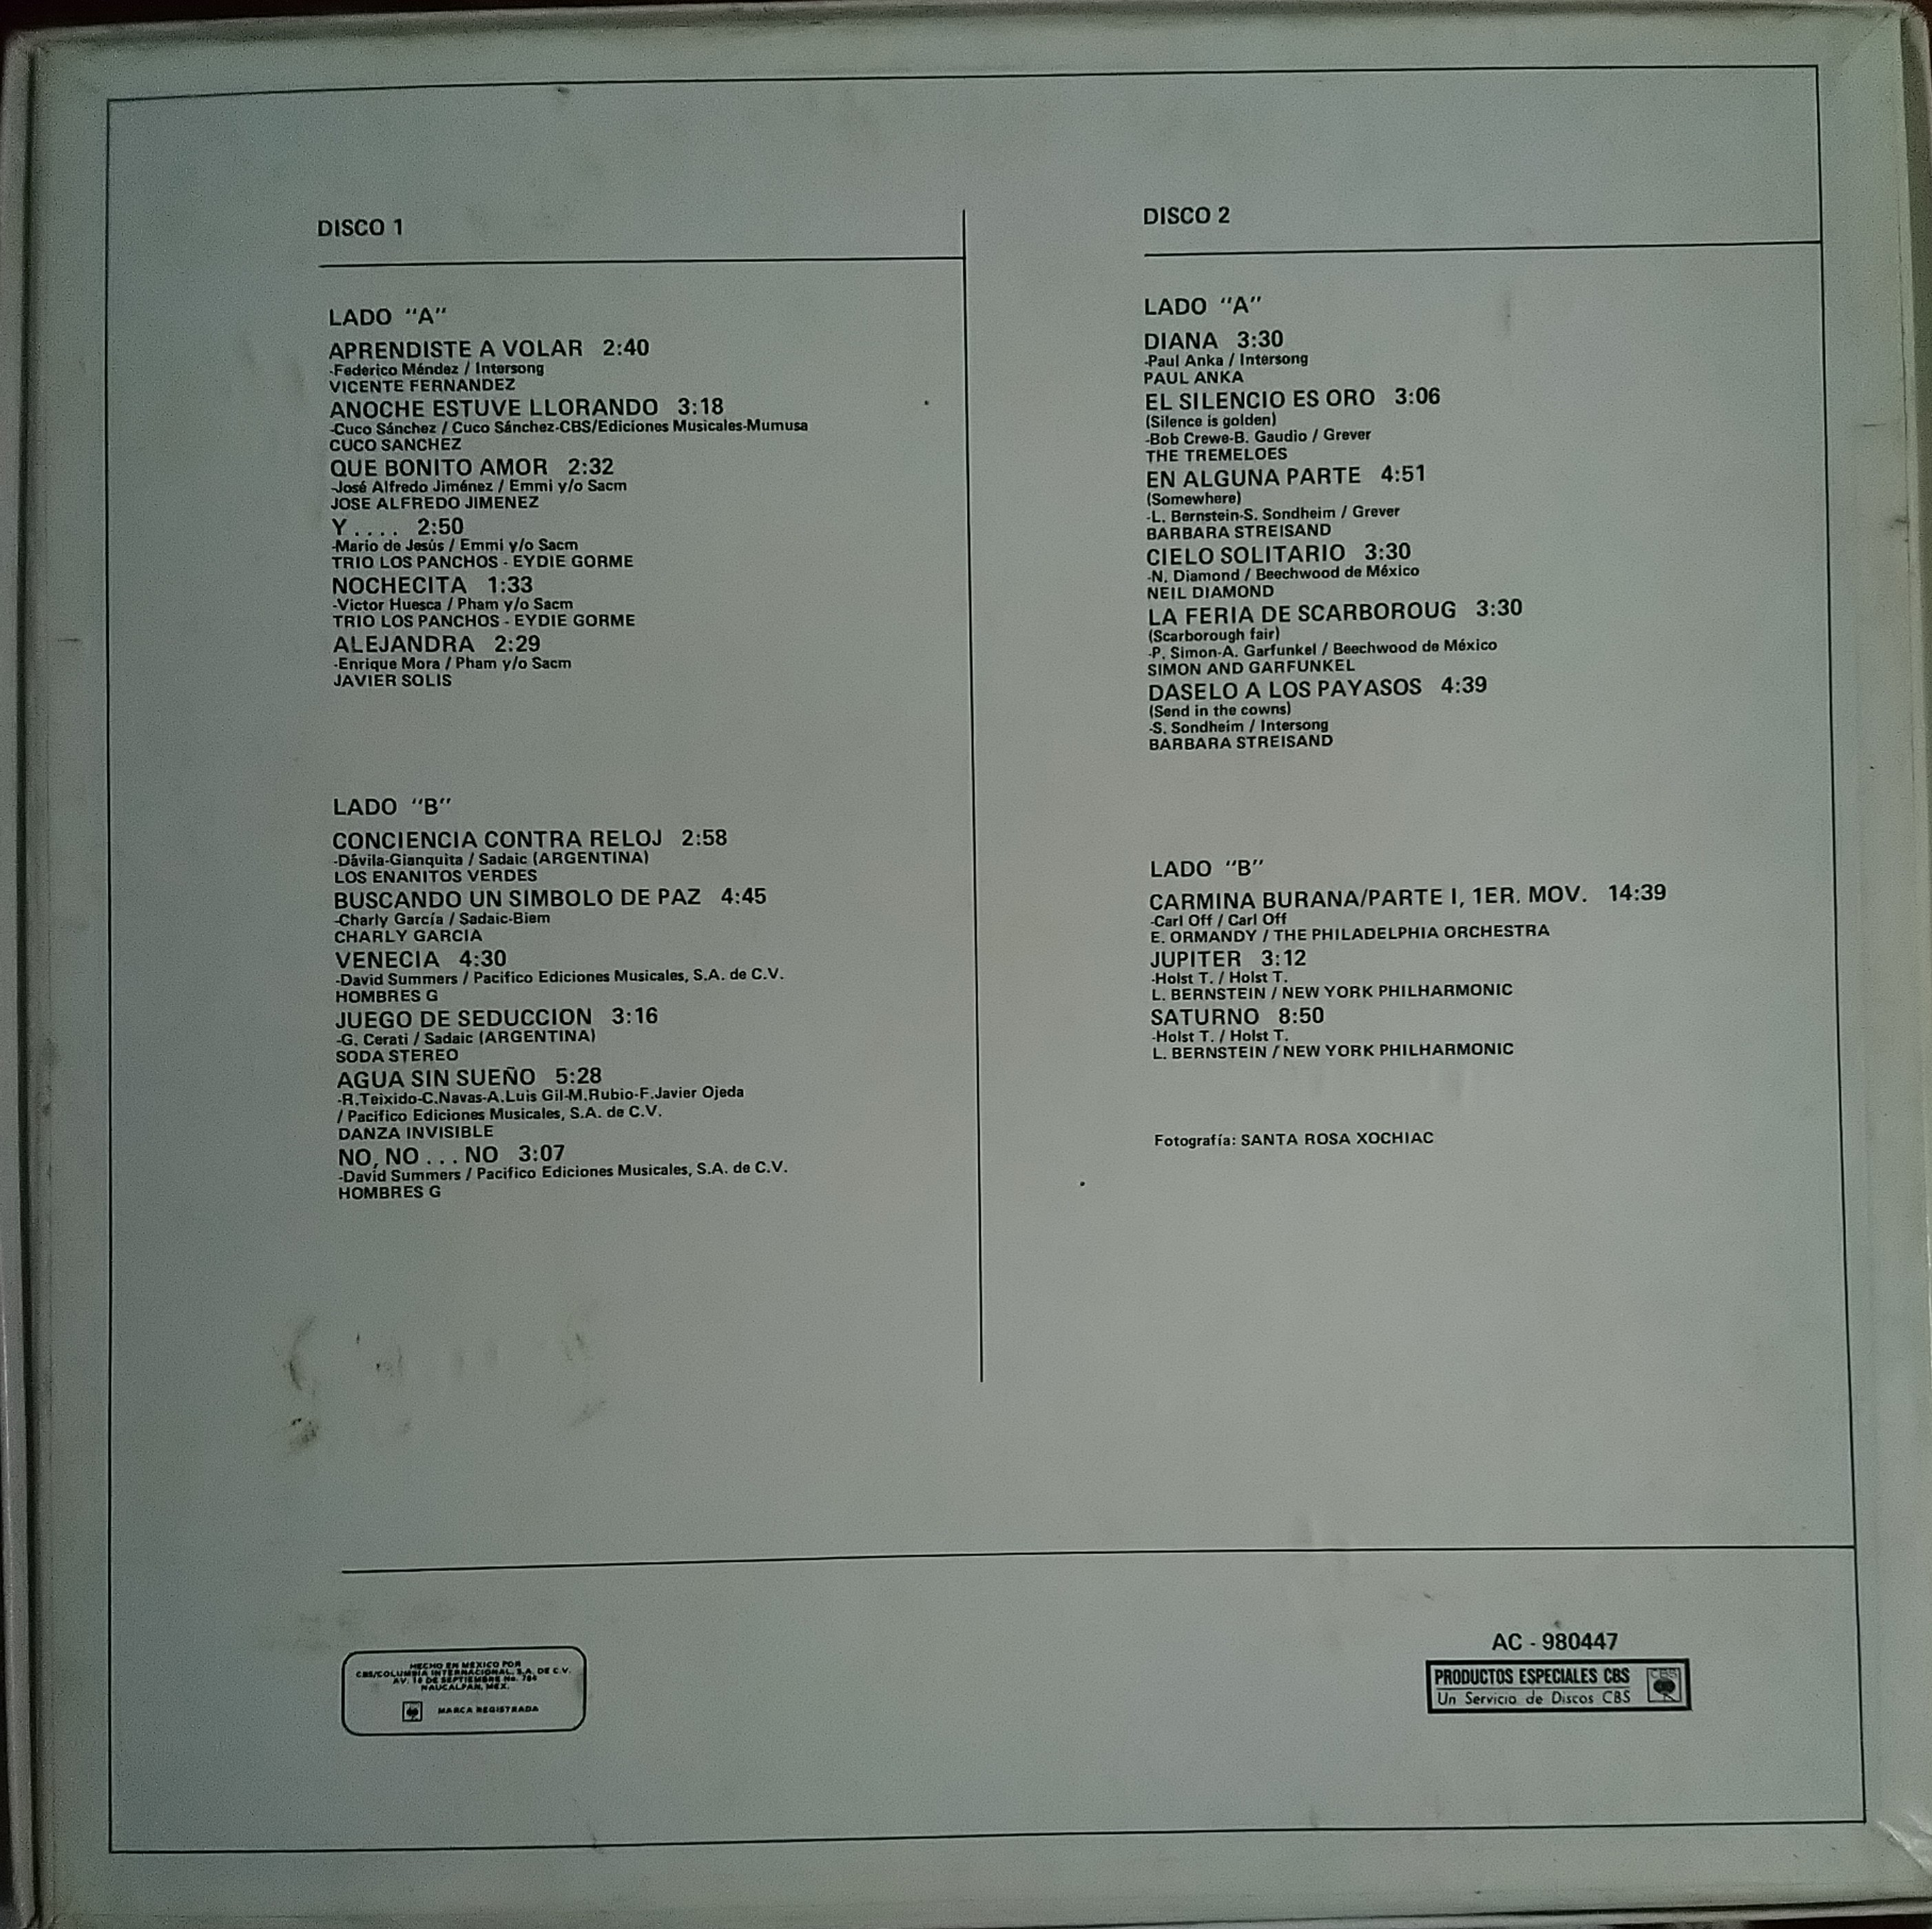 DISCO 1
LADO "A"
APRENDISTE A VOLAR 2:40
-Federico Méndez / Intersong
VICENTE FERNANDEZ
ANOCHE ESTUVE LLORANDO 3:18
-Cuco Sánchez / Cuco Sánchez-CBS/Ediciones Musicales-Mumusa
CUCO SANCHEZ
QUE BONITO AMOR 2:32
-José Alfredo Jiménez / Emmi y/o Sacm
JOSE ALFREDO JIMENEZ
Y . . . . 2:50
-Mario de Jesús / Emmi y/o Sacm
TRIO LOS PANCHOS - EYDIE GORME
NOCHECITA 1:33
-Victor Huesca / Pham y/o Sacm
TRIO LOS PANCHOS - EYDIE GORME
ALEJANDRA 2:29
-Enrique Mora / Pham y/o Sacm
JAVIER SOLIS
LADO "B"
CONCIENCIA CONTRA RELOJ 2:58
-Dávila-Gianquita / Sadaic (ARGENTINA)
LOS ENANITOS VERDES
BUSCANDO UN SIMBOLO DE PAZ 4:45
-Charly García / Sadaic-Biem
CHARLY GARCIA
VENECIA 4:30
-David Summers / Pacifico Ediciones Musicales, S.A. de C.V.
HOMBRES G
JUEGO DE SEDUCCION 3:16
-G. Cerati / Sadaic (ARGENTINA)
SODA STEREO
AGUA SIN SUEÑO 5:28
-R.Teixido-C.Navas-A.Luis Gil-M.Rubio-F.Javier Ojeda
/ Pacifico Ediciones Musicales, S.A. de C.V.
DANZA INVISIBLE
NO, NO . . . NO 3:07
-David Summers / Pacifico Ediciones Musicales, S.A. de C.V.
HOMBRES G
DISCO 2
LADO "A"
DIANA 3:30
-Paul Anka / Intersong
PAUL ANKA
EL SILENCIO ES ORO 3:06
(Silence is golden)
-Bob Crewe-B. Gaudio / Grever
THE TREMELOES
EN ALGUNA PARTE 4:51
(Somewhere)
-L. Bernstein-S. Sondheim / Grever
BARBARA STREISAND
CIELO SOLITARIO 3:30
-N. Diamond / Beechwood de México
NEIL DIAMOND
LA FERIA DE SCARBOROUG 3:30
(Scarborough fair)
-P. Simon-A. Garfunkel / Beechwood de México
SIMON AND GARFUNKEL
DASELO A LOS PAYASOS 4:39
(Send in the cowns)
-S. Sondheim / Intersong
BARBARA STREISAND
LADO "B"
CARMINA BURANA/PARTE I, 1ER. MOV. 14:39
-Carl Off / Carl Off
E. ORMANDY / THE PHILADELPHIA ORCHESTRA
JUPITER 3:12
-Holst T. / Holst T.
L. BERNSTEIN / NEW YORK PHILHARMONIC
SATURNO 8:50
-Holst T. / Holst T.
L. BERNSTEIN / NEW YORK PHILHARMONIC
Fotografía: SANTA ROSA XOCHIAC
HECHO EN MEXICO POR
CBS/COLUMBIA INTERNACIONAL, S.A. DE C.V.
AV. 16 DE SEPTIEMBRE No. 784
NAUCALPAN, MEX.
MARCA REGISTRADA
AC - 980447
PRODUCTOS ESPECIALES CBS
Un Servicio de Discos CBS
CBS